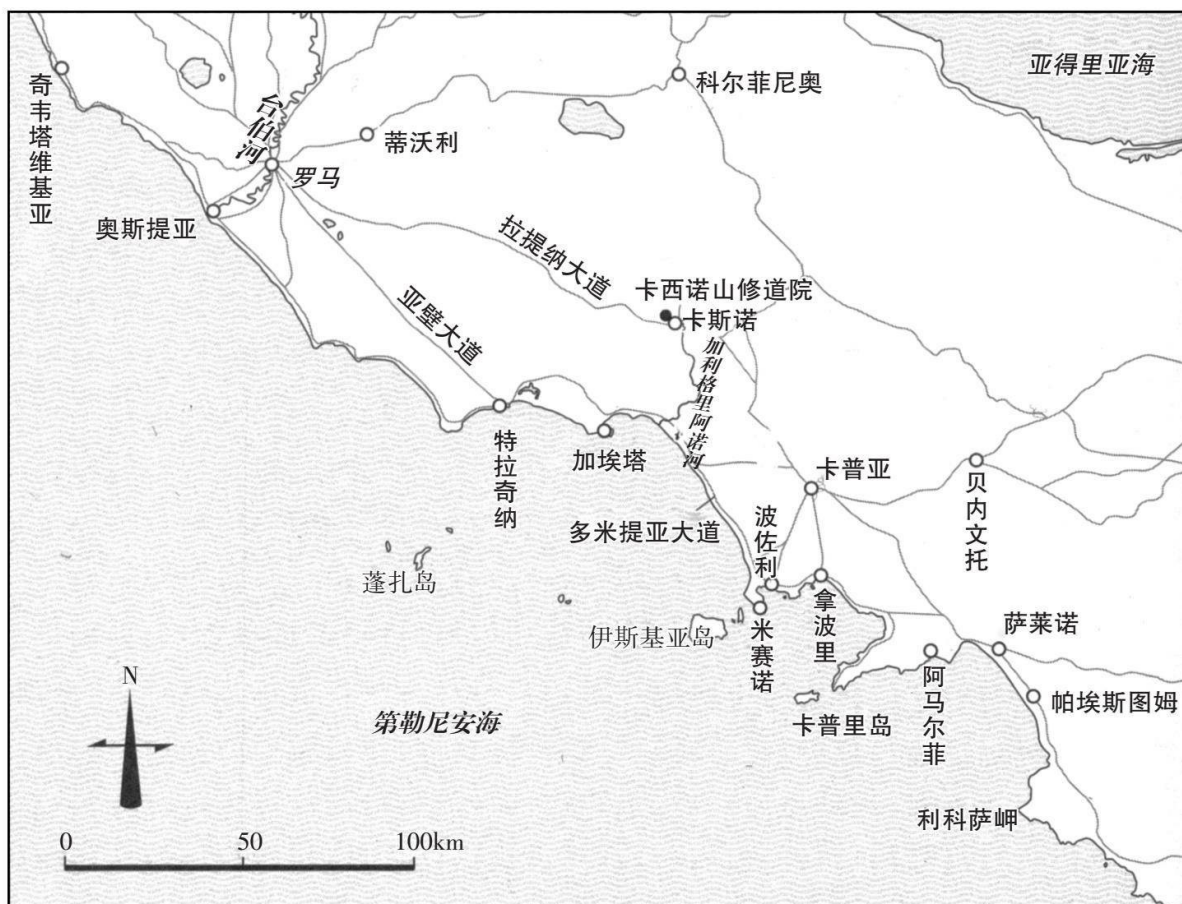 奇韦塔维基亚
台伯河
罗马
蒂沃利
科尔菲尼奥
亚得里亚海
奥斯提亚
拉提纳大道
亚壁大道
卡西诺山修道院
卡斯诺
加利格里阿诺河
特拉奇纳
加埃塔
卡普亚
贝内文托
多米提亚大道
波佐利
蓬扎岛
伊斯基亚岛
米赛诺
拿波里
萨莱诺
阿马尔菲
帕埃斯图姆
卡普里岛
第勒尼安海
利科萨岬
N
0 50 100km